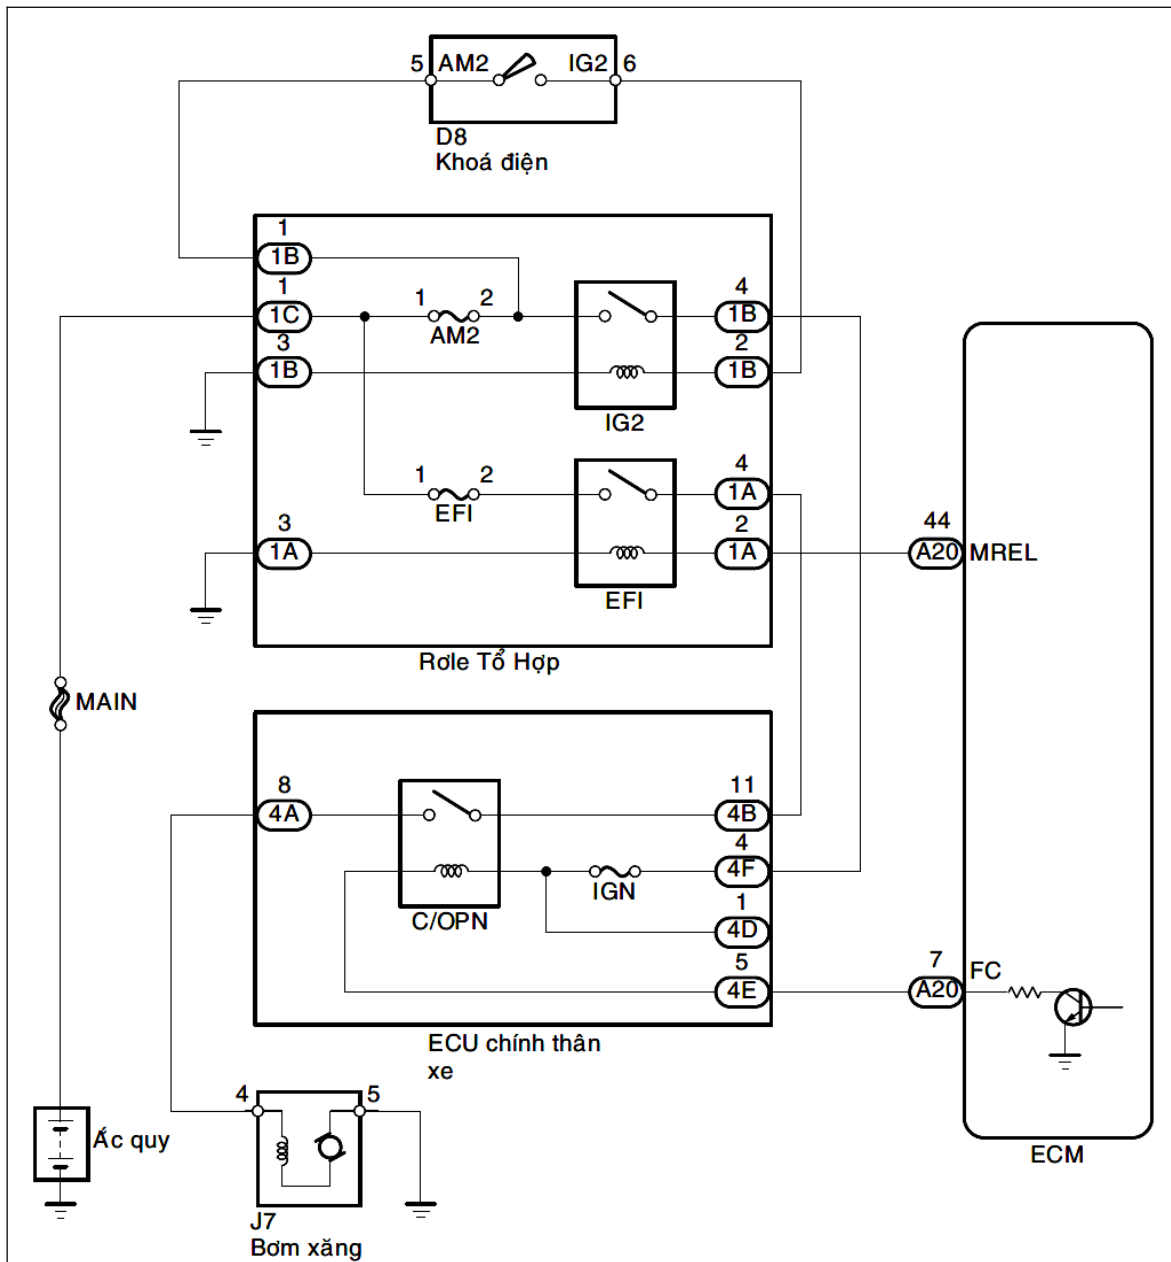 5 AM2 IG2 6
D8
Khoá điện
1
1B
1
1C
1 2
AM2
4
1B
3
1B
2
1B
IG2
1 2
EFI
4
1A
3
1A
2
1A
EFI
44
A20 MREL
Rơle Tổ Hợp
MAIN
8
4A
11
4B
4
4F
IGN
C/OPN
1
4D
5
4E
7
A20 FC
ECU chính thân
xe
4 5
Ắc quy
J7
Bơm xăng
ECM